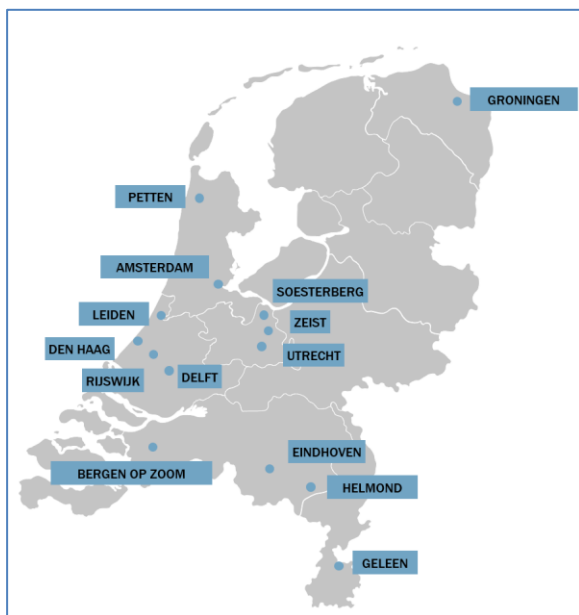 GRONINGEN
PETTEN
AMSTERDAM
SOESTERBERG
LEIDEN
ZEIST
DEN HAAG
UTRECHT
RIJSWIJK
DELFT
EINDHOVEN
BERGEN OP ZOOM
HELMOND
GELEEN